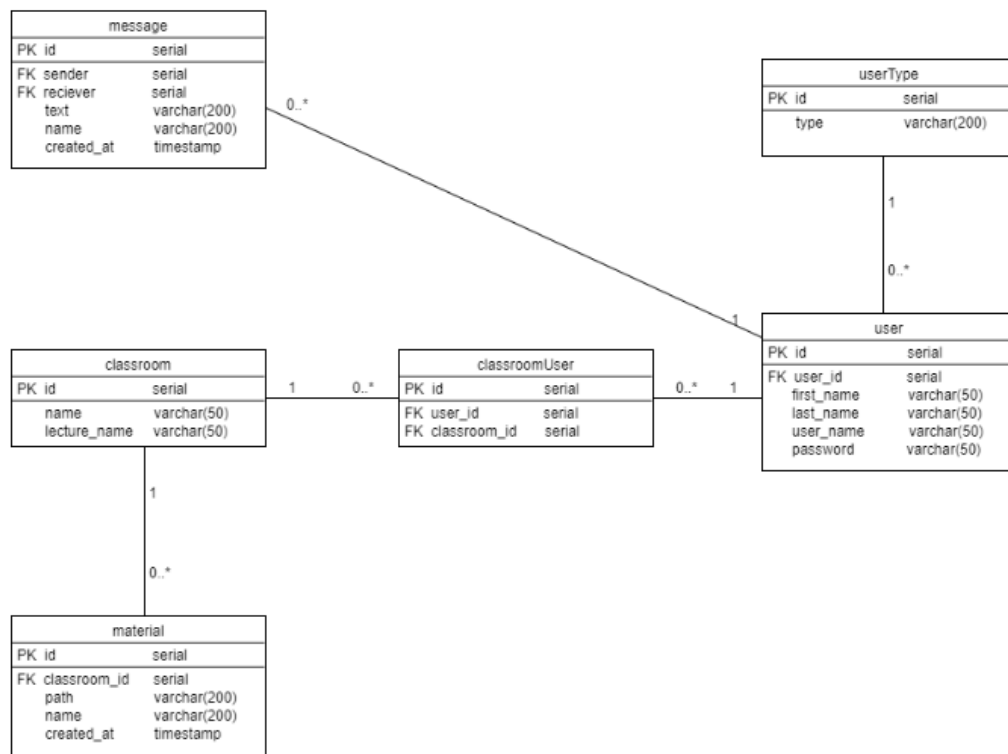 message
PK id serial
FK sender serial
FK reciever serial
text varchar(200)
name varchar(200)
created_at timestamp
0..*
1
userType
PK id serial
type varchar(200)
1
0..*
user
PK id serial
FK user_id serial
first_name varchar(50)
last_name varchar(50)
user_name varchar(50)
password varchar(50)
classroom
PK id serial
name varchar(50)
lecture_name varchar(50)
1 0..*
classroomUser
PK id serial
FK user_id serial
FK classroom_id serial
0..* 1
1
0..*
material
PK id serial
FK classroom_id serial
path varchar(200)
name varchar(200)
created_at timestamp